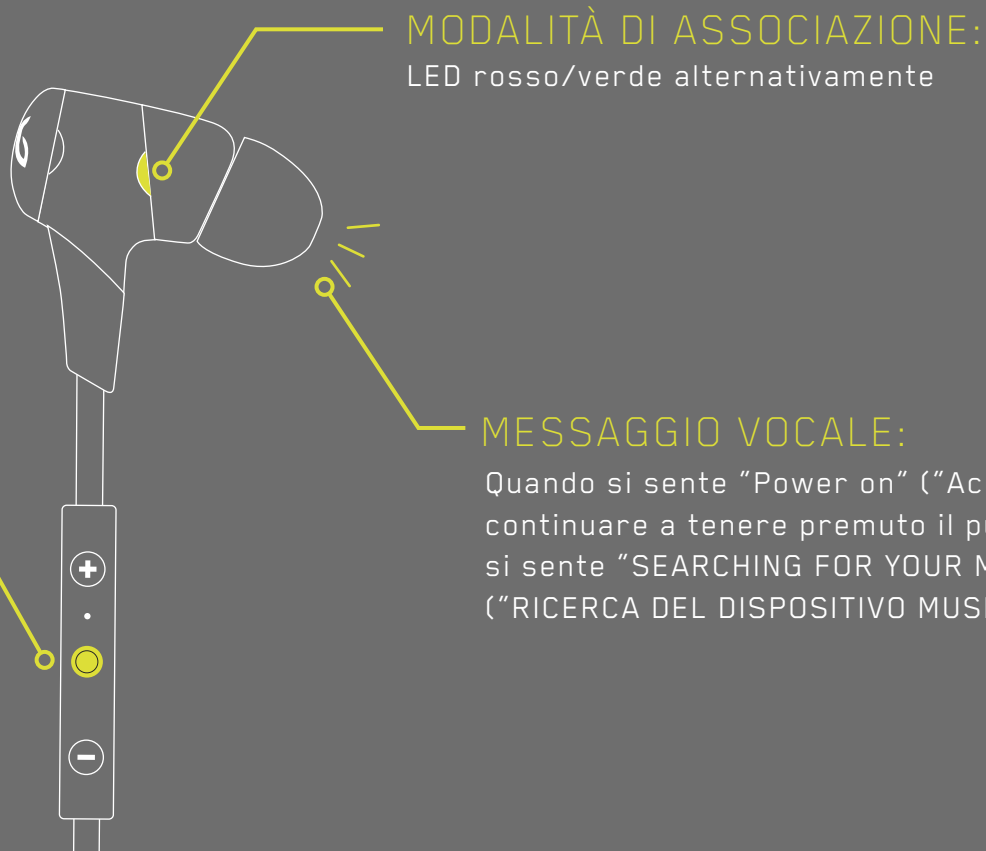 MODALITÀ DI ASSOCIAZIONE:
LED rosso/verde alternativamente
MESSAGGIO VOCALE:
Quando si sente “Power on” (“Ac
continuare a tenere premuto il p
si sente “SEARCHING FOR YOUR M
(“RICERCA DEL DISPOSITIVO MUS